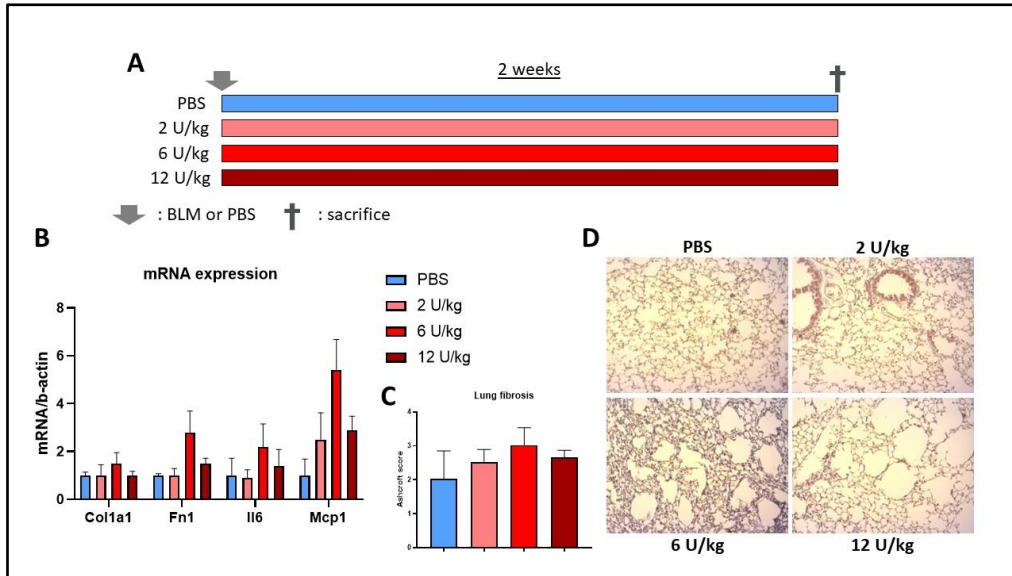 A
2 weeks
PBS
2 U/kg
6 U/kg
12 U/kg
: BLM or PBS
: sacrifice
B
mRNA expression
8
6
4
2
0
mRNA/b-actin
Col1a1
Fn1
Il6
Mcp1
PBS
2 U/kg
6 U/kg
12 U/kg
C
Lung fibrosis
4
3
2
1
0
Ashcroft score
D
PBS
2 U/kg
6 U/kg
12 U/kg